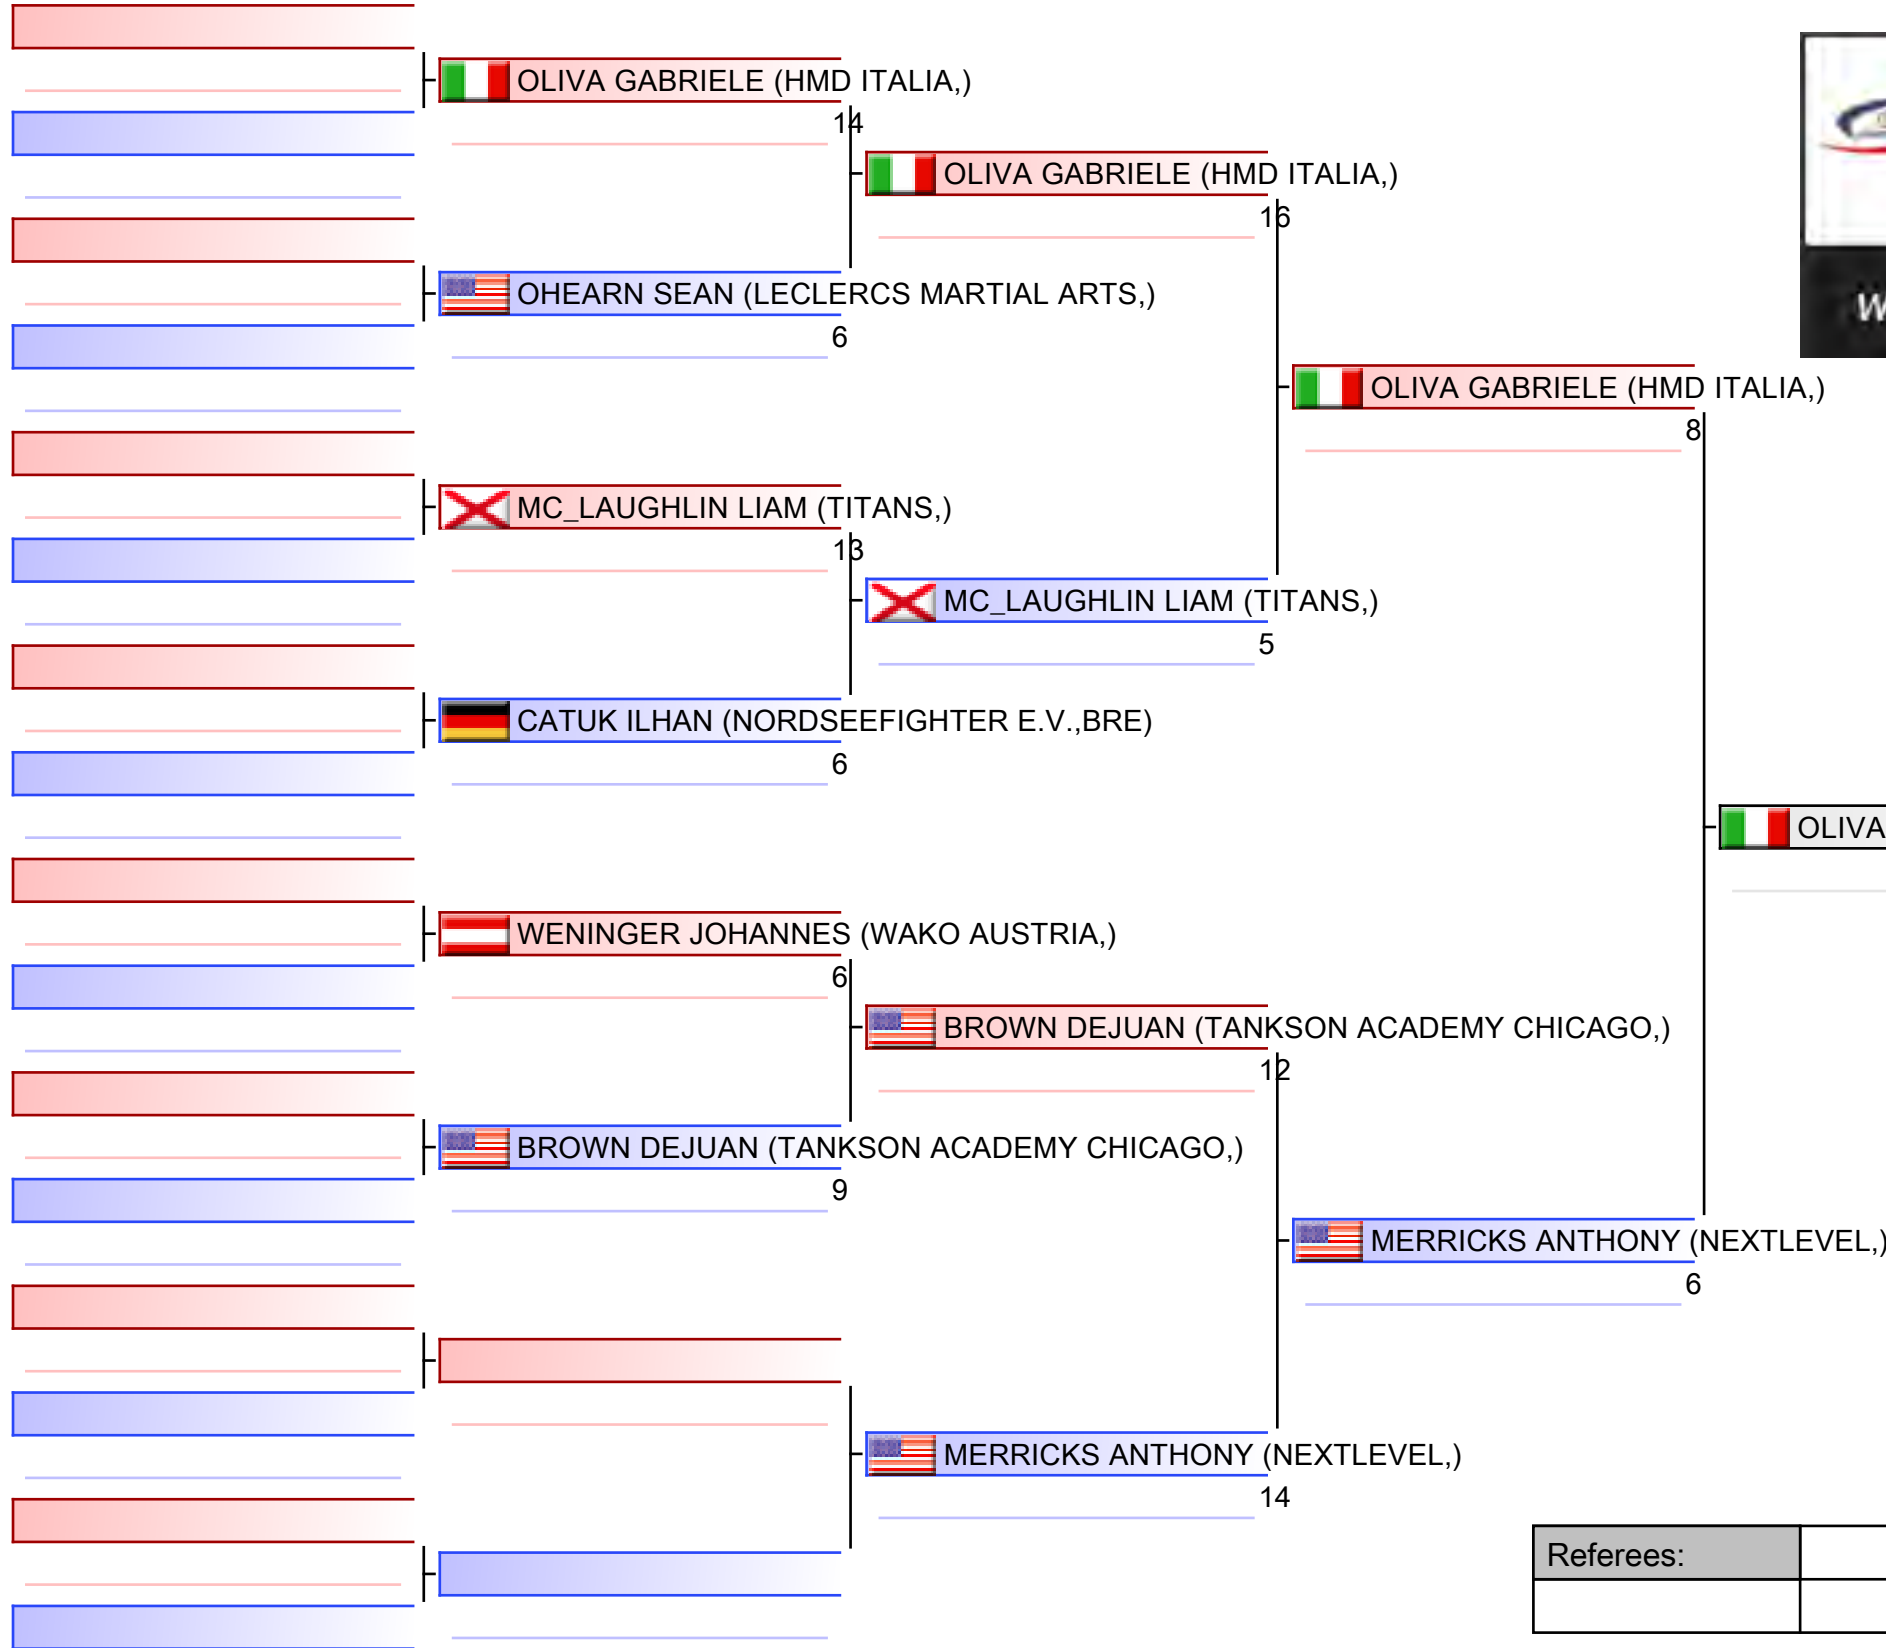 OLIVA GABRIELE (HMD ITALIA,)
14
OLIVA GABRIELE (HMD ITALIA,)
16
OHEARN SEAN (LECLERCS MARTIAL ARTS,)
6
W
OLIVA GABRIELE (HMD ITALIA,)
8
MC_LAUGHLIN LIAM (TITANS,)
13
MC_LAUGHLIN LIAM (TITANS,)
5
CATUK ILHAN (NORDSEEFIGHTER E.V.,BRE)
6
OLIVA
WENINGER JOHANNES (WAKO AUSTRIA,)
6
BROWN DEJUAN (TANKSON ACADEMY CHICAGO,)
12
BROWN DEJUAN (TANKSON ACADEMY CHICAGO,)
9
MERRICKS ANTHONY (NEXTLEVEL,)
6
MERRICKS ANTHONY (NEXTLEVEL,)
14
Referees: